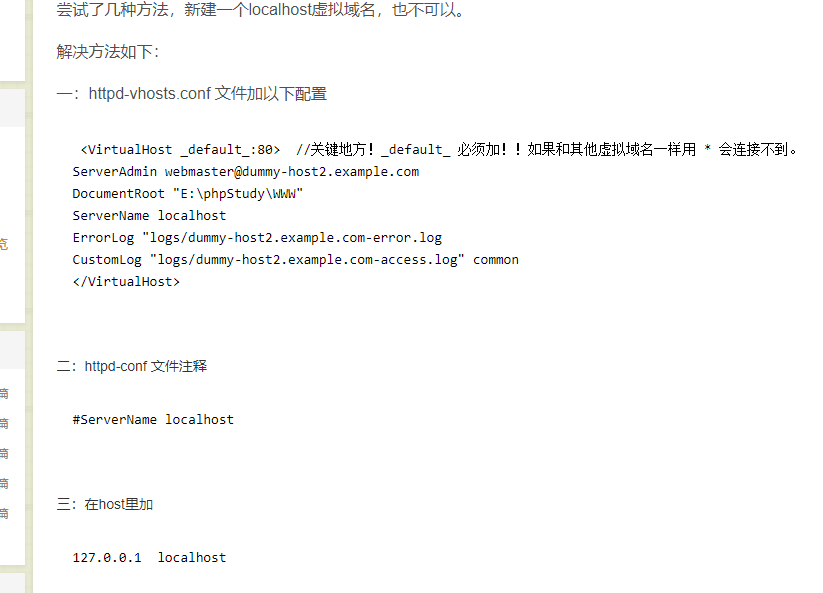 尝试了几种方法，新建一个localhost虚拟域名，也不可以。
解决方法如下：
一：httpd-vhosts.conf 文件加以下配置
<VirtualHost _default_:80>  //关键地方！_default_ 必须加！！如果和其他虚拟域名一样用 * 会连接不到。
ServerAdmin webmaster@dummy-host2.example.com
DocumentRoot "E:\phpStudy\WWW"
ServerName localhost
ErrorLog "logs/dummy-host2.example.com-error.log
CustomLog "logs/dummy-host2.example.com-access.log" common
</VirtualHost>
二：httpd-conf 文件注释
#ServerName localhost
三：在host里加
127.0.0.1  localhost
览
篇
篇
篇
篇
篇